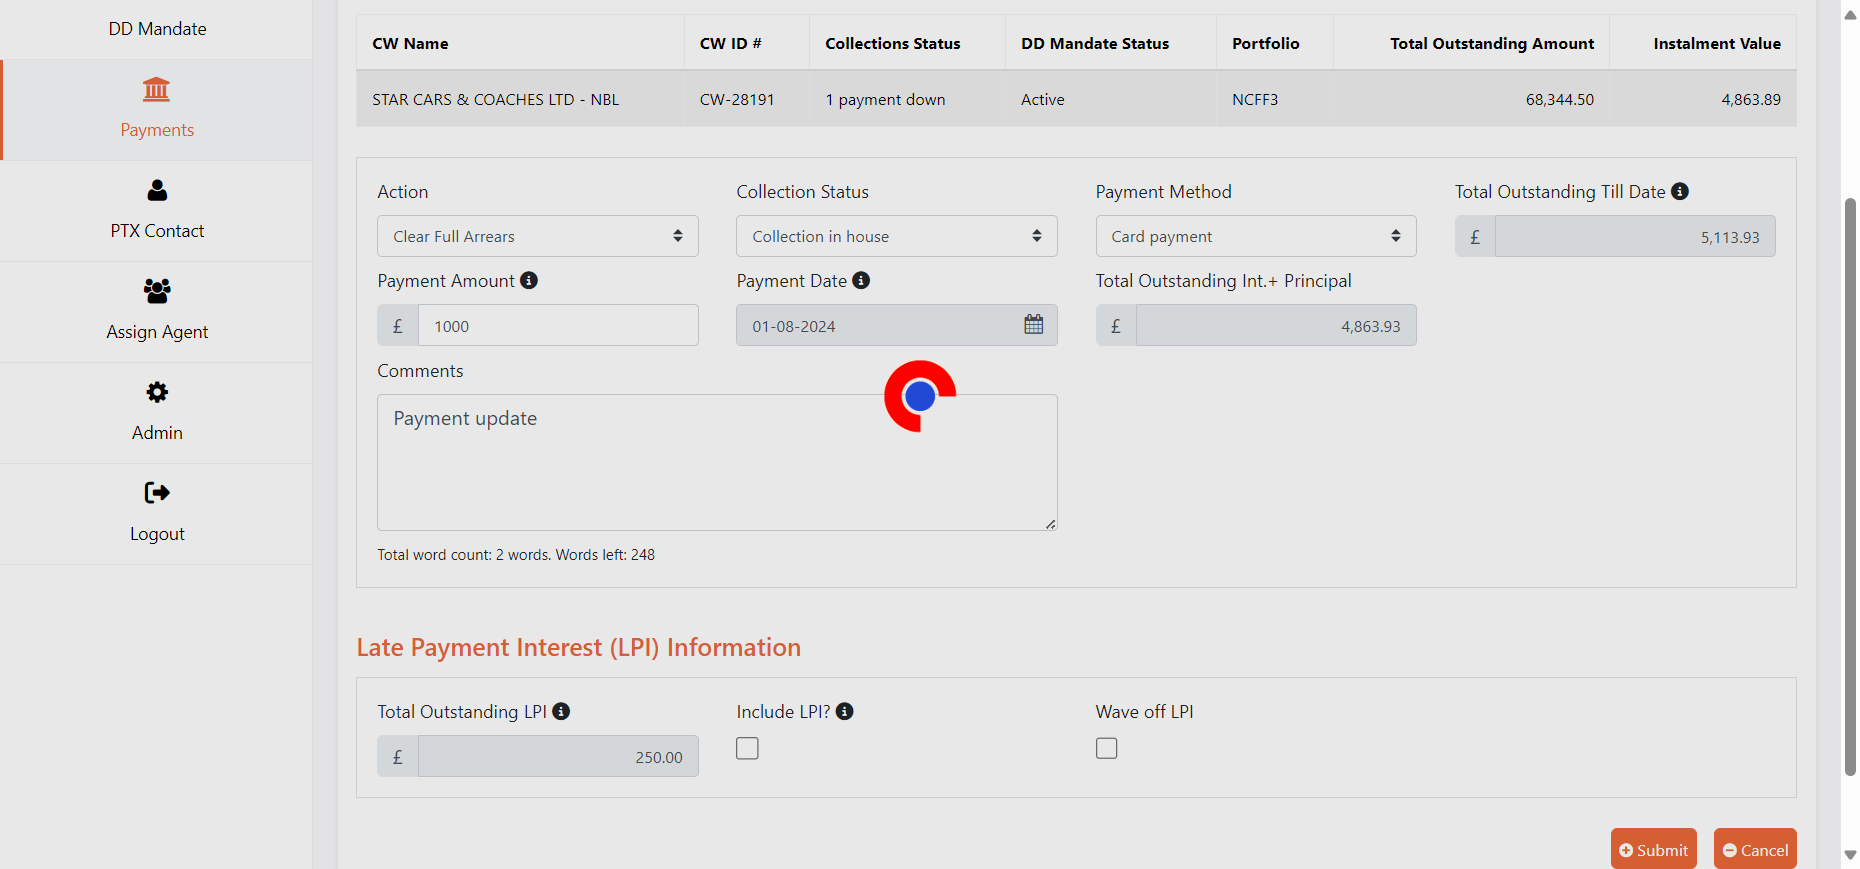 DD Mandate
Payments
PTX Contact
Assign Agent
Admin
Logout
CW Name CW ID # Collections Status DD Mandate Status Portfolio Total Outstanding Amount Instalment Value
STAR CARS & COACHES LTD - NBL CW-28191 1 payment down Active NCFF3 68,344.50 4,863.89
Action Collection Status Payment Method Total Outstanding Till Date
Clear Full Arrears Collection in house Card payment £ 5,113.93
Payment Amount Payment Date Total Outstanding Int.+ Principal
£ 1000 01-08-2024 £ 4,863.93
Comments
Payment update
Total word count: 2 words. Words left: 248
Late Payment Interest (LPI) Information
Total Outstanding LPI Include LPI? Wave off LPI
£ 250.00
Submit Cancel